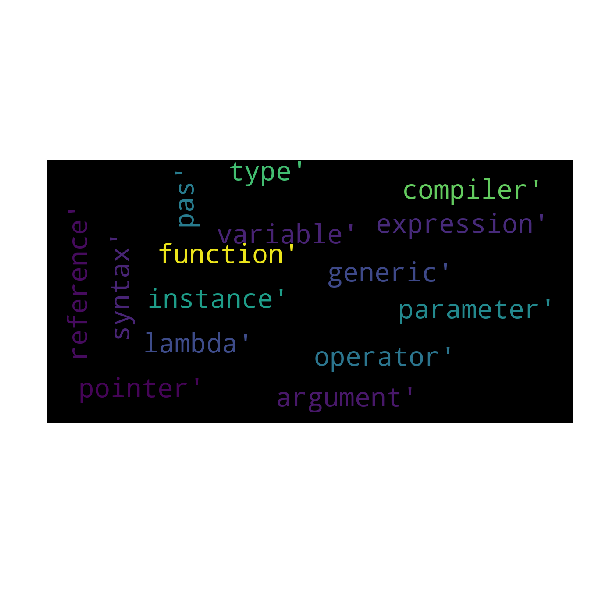 type'
pas'
compiler'
expression'
variable'
function'
reference'
syntax'
generic'
instance'
parameter'
lambda'
operator'
pointer'
argument'